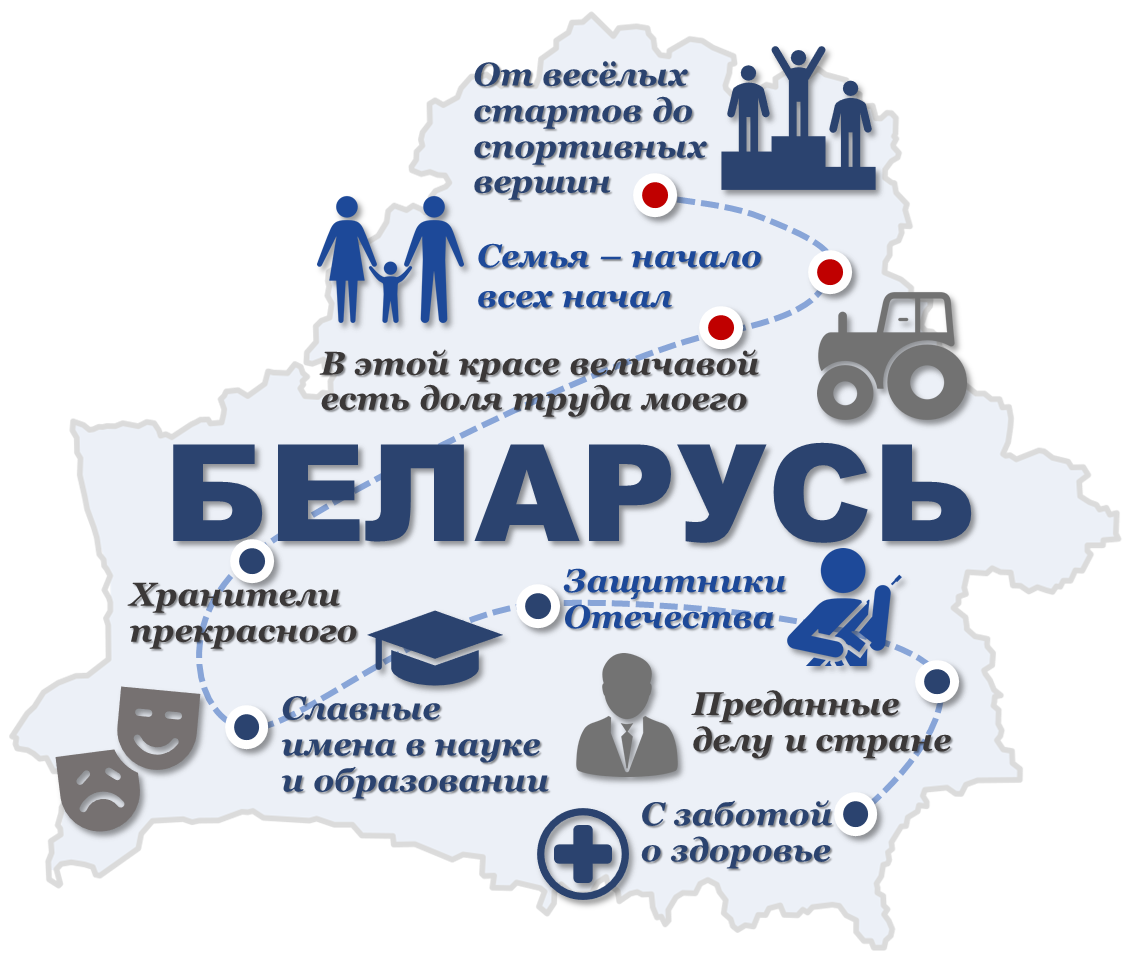 От весёлых
стартов до
спортивных
вершин
Семья – начало
всех начал
В этой красе величавой
есть доля труда моего
БЕЛАРУСЬ
Хранители
прекрасного
Защитники
Отечества
Славные
имена в науке
и образовании
Преданные
делу и стране
С заботой
о здоровье